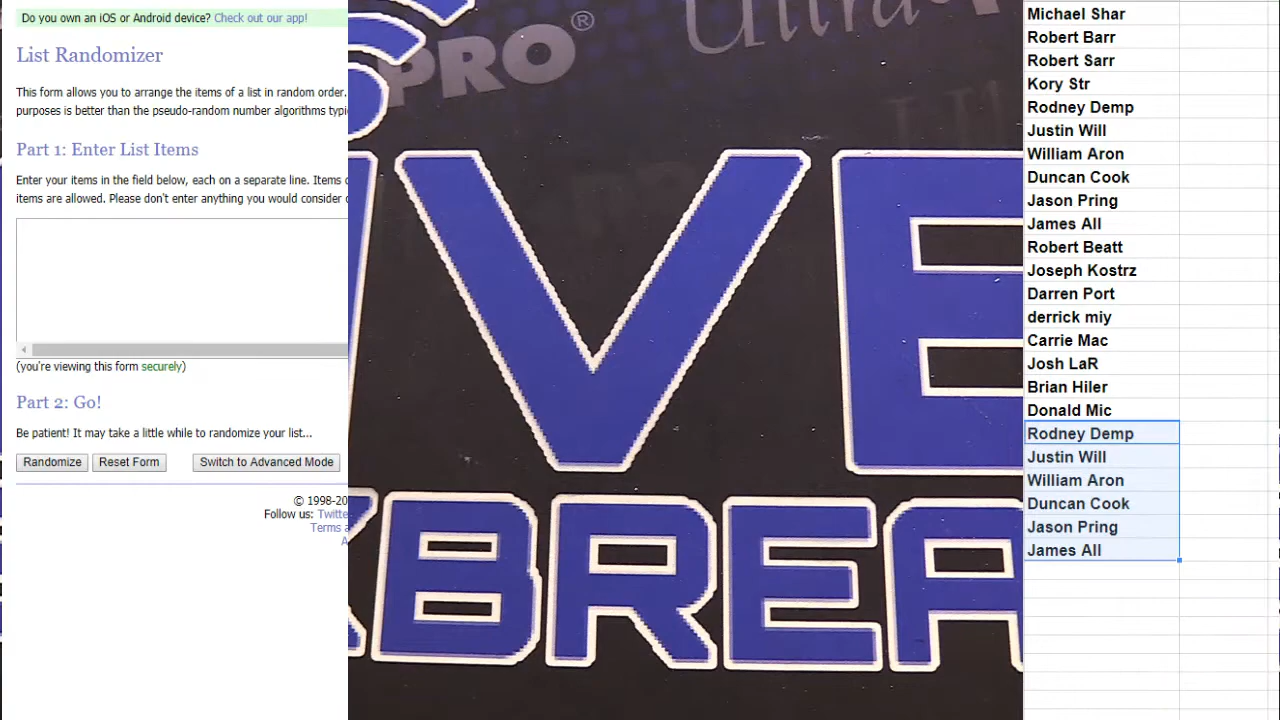 Do you own an iOS or Android device? Check out our app!
List Randomizer
This form allows you to arrange the items of a list in random order.
purposes is better than the pseudo-random number algorithms typic
Part 1: Enter List Items
Enter your items in the field below, each on a separate line. Items c
items are allowed. Please don't enter anything you would consider c
(you're viewing this form securely)
Part 2: Go!
Be patient! It may take a little while to randomize your list...
Randomize Reset Form Switch to Advanced Mode
© 1998-20
Follow us: Twitte
Terms a
A
PRO®
Ultra
IVE
KBREA
Michael Shar
Robert Barr
Robert Sarr
Kory Str
Rodney Demp
Justin Will
William Aron
Duncan Cook
Jason Pring
James All
Robert Beatt
Joseph Kostrz
Darren Port
derrick miy
Carrie Mac
Josh LaR
Brian Hiler
Donald Mic
Rodney Demp
Justin Will
William Aron
Duncan Cook
Jason Pring
James All